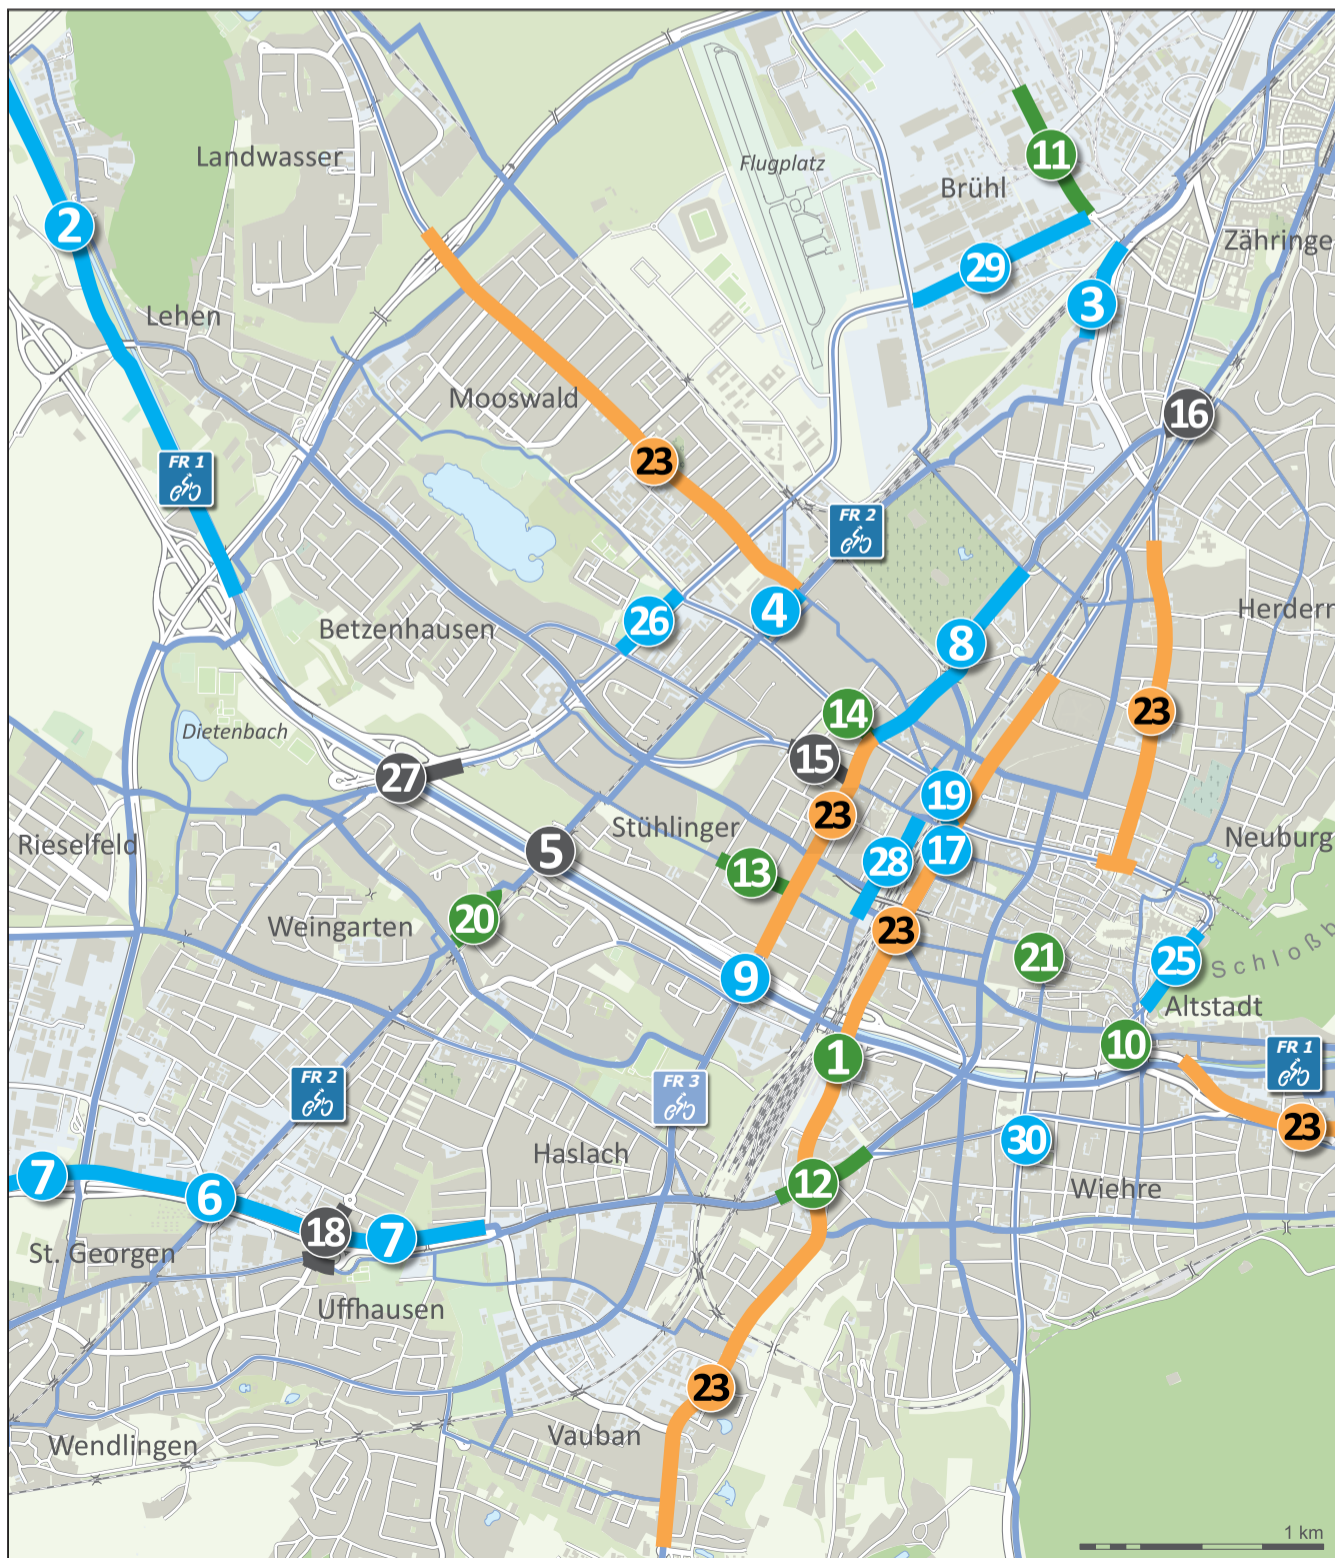 11
Landwasser
Flugplatz
Brühl
2
Zähringe
29
Lehen
3
Mooswald
16
23
FR 1
FR 2
4
Herdern
26
Betzenhausen
8
14
23
Dietenbach
15
27
19
23
Stühlinger
Rieselfeld
5
28
17
Neuburg
13
20
Weingarten
23
21
25
Schloßb
9
Altstadt
10
1
FR 1
FR 2
FR 3
23
30
Haslach
7
12
Wiehre
6
18
7
St. Georgen
Uffhausen
23
Vauban
Wendlingen
1 km